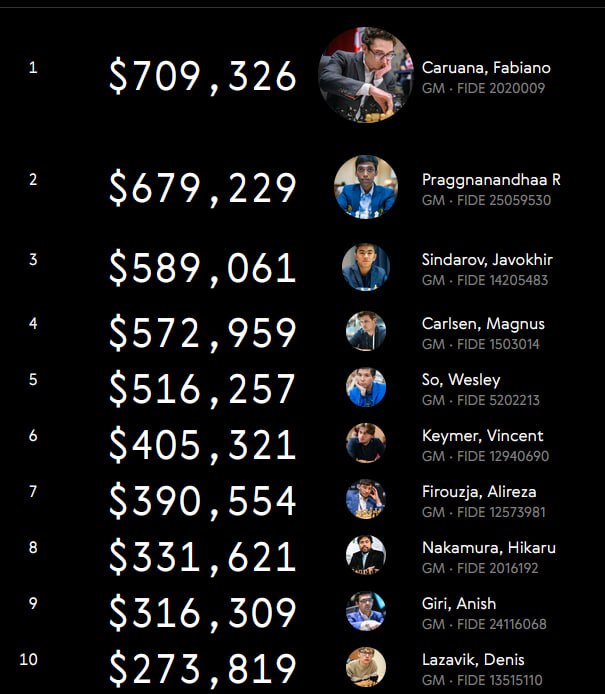 1
$709,326
Caruana, Fabiano
GM · FIDE 2020009
2
$679,229
Praggnanandhaa R
GM · FIDE 25059530
3
$589,061
Sindarov, Javokhir
GM · FIDE 14205483
4
$572,959
Carlsen, Magnus
GM · FIDE 1503014
5
$516,257
So, Wesley
GM · FIDE 5202213
6
$405,321
Keymer, Vincent
GM · FIDE 12940690
7
$390,554
Firouzja, Alireza
GM · FIDE 12573981
8
$331,621
Nakamura, Hikaru
GM · FIDE 2016192
9
$316,309
Giri, Anish
GM · FIDE 24116068
10
$273,819
Lazavik, Denis
GM · FIDE 13515110